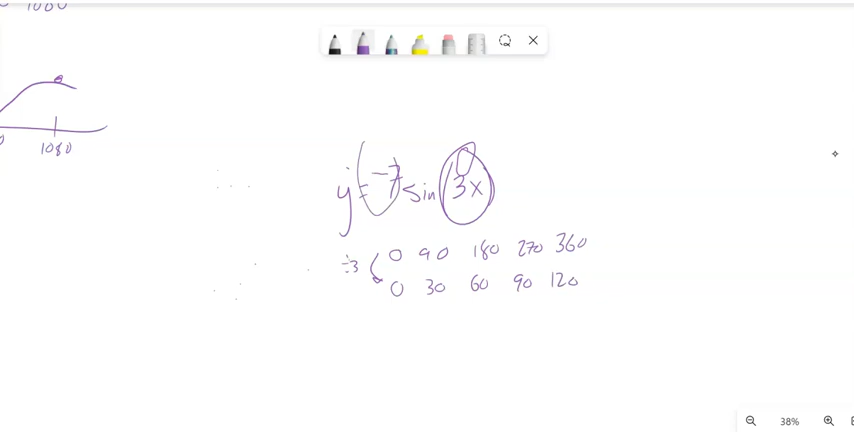 1080
1080
y = -7 sin (3x)
÷3 0 90 180 270 360
0 30 60 90 120
38%